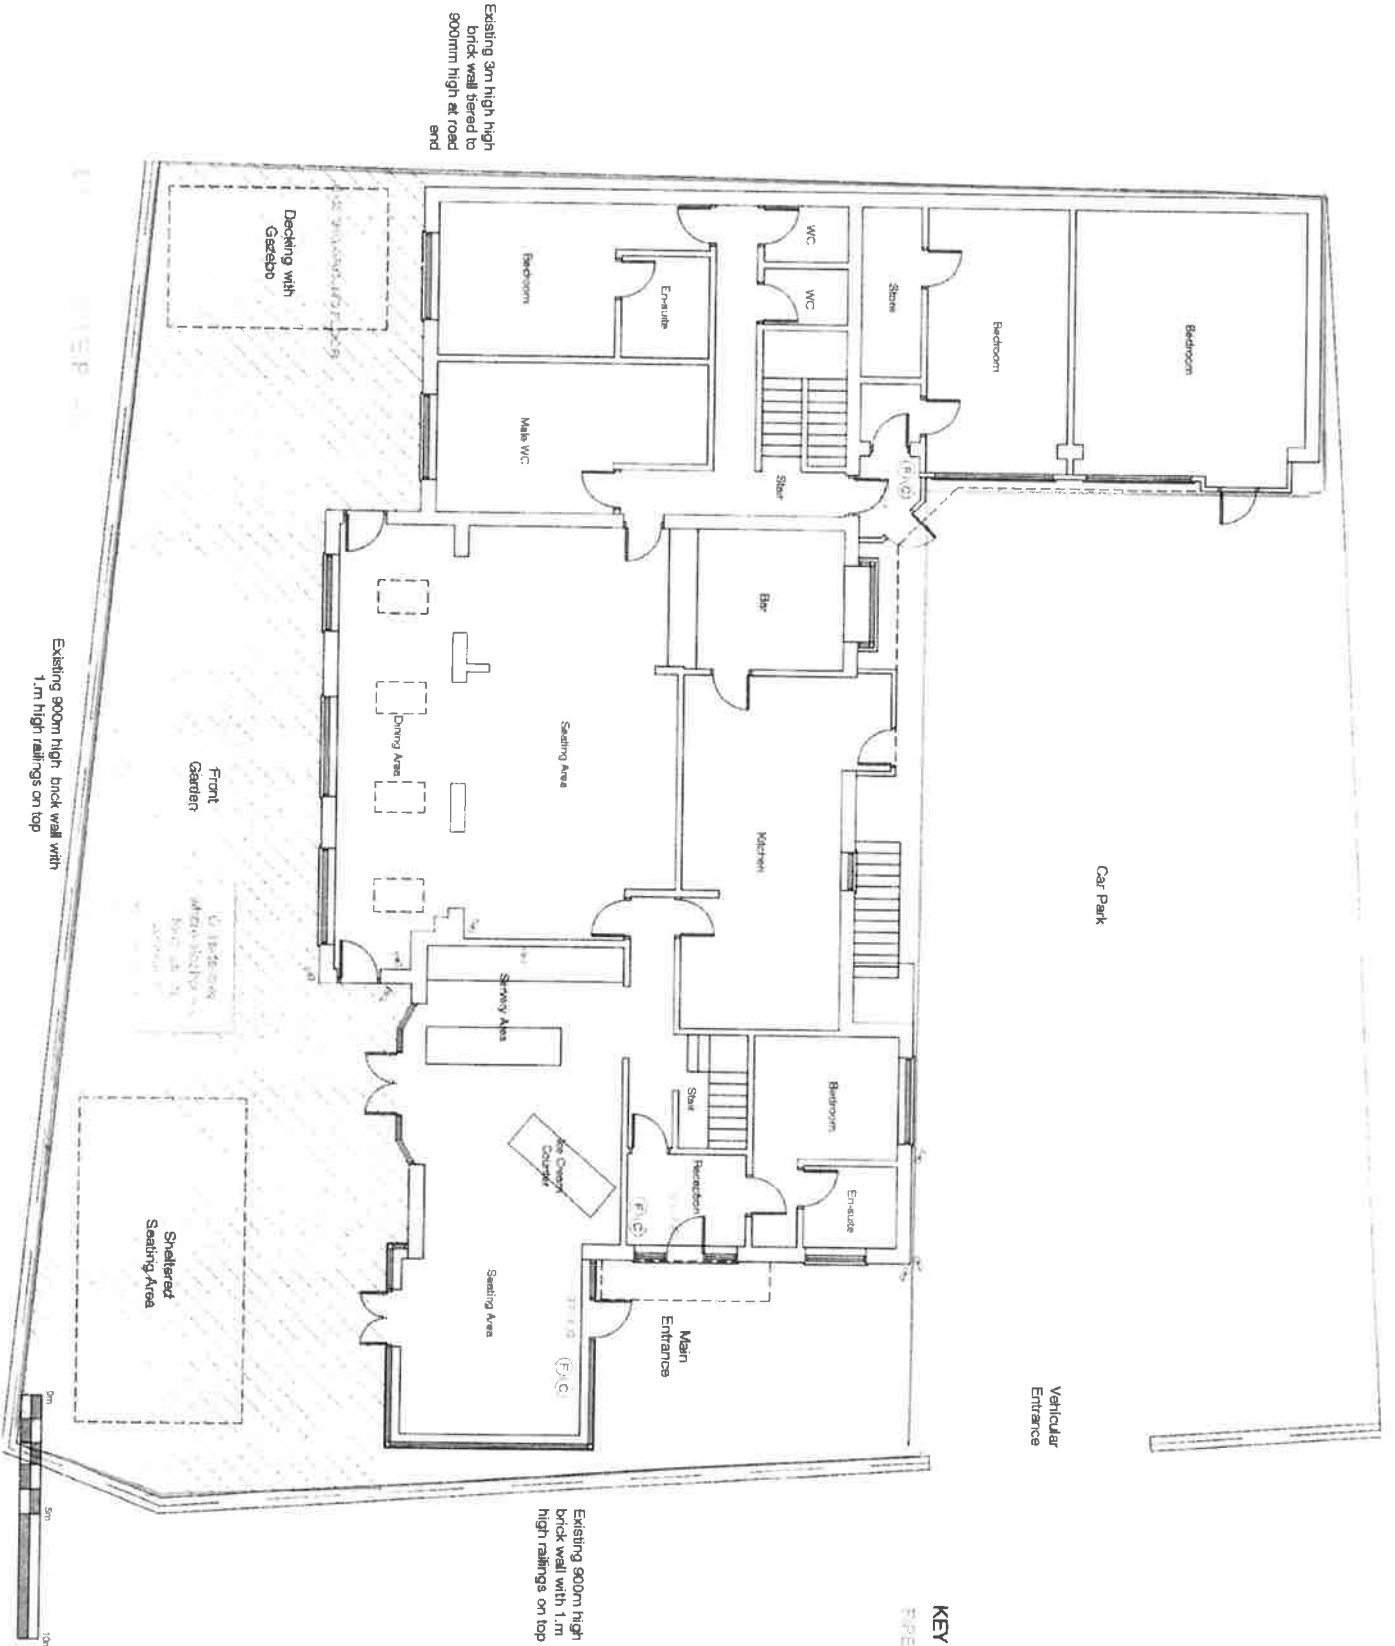 Existing 3m high high
brick wall tiered to
900mm high at road
end
Decking with
Gazebo
Bedroom
En-suite
WC
WC
Store
Bedroom
Bedroom
Male WC
Stair
Bar
Dining Area
Seating Area
Kitchen
Car Park
Front
Garden
Existing 900m high brick wall with
1.m high railings on top
Servery Area
Ice Cream
Counter
Stair
Reception
Bedroom
En-suite
Sheltered
Seating Area
Seating Area
Main
Entrance
Vehicular
Entrance
Existing 900m high
brick wall with 1.m
high railings on top
KEY
0m
5m
10m